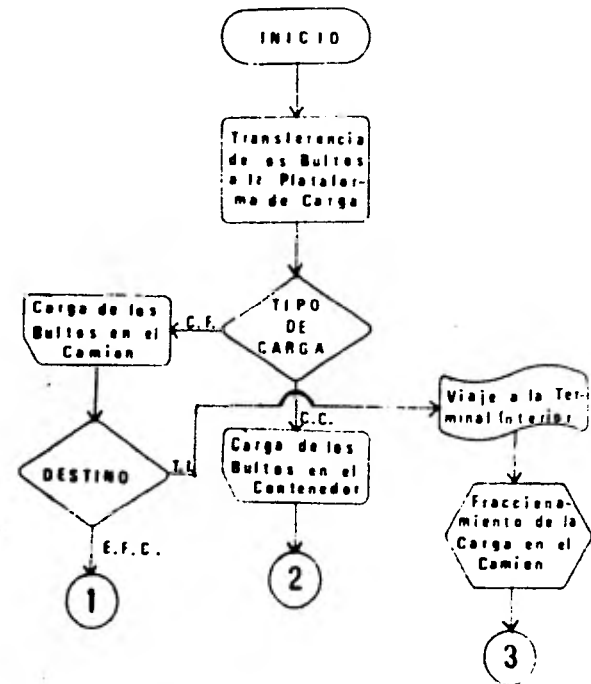 INICIO
Transferencia
de os Bultos
a la Platafor-
ma de Carga
TIPO
DE
CARGA
C.F.
Carga de los
Bultos en el
Camion
C.C.
Viaje a la Ter-
minal Interior
Carga de los
Bultos en el
Contenedor
DESTINO
T.I.
Fracciena-
miento de la
Carga en el
Camion
E.F.C.
1
2
3